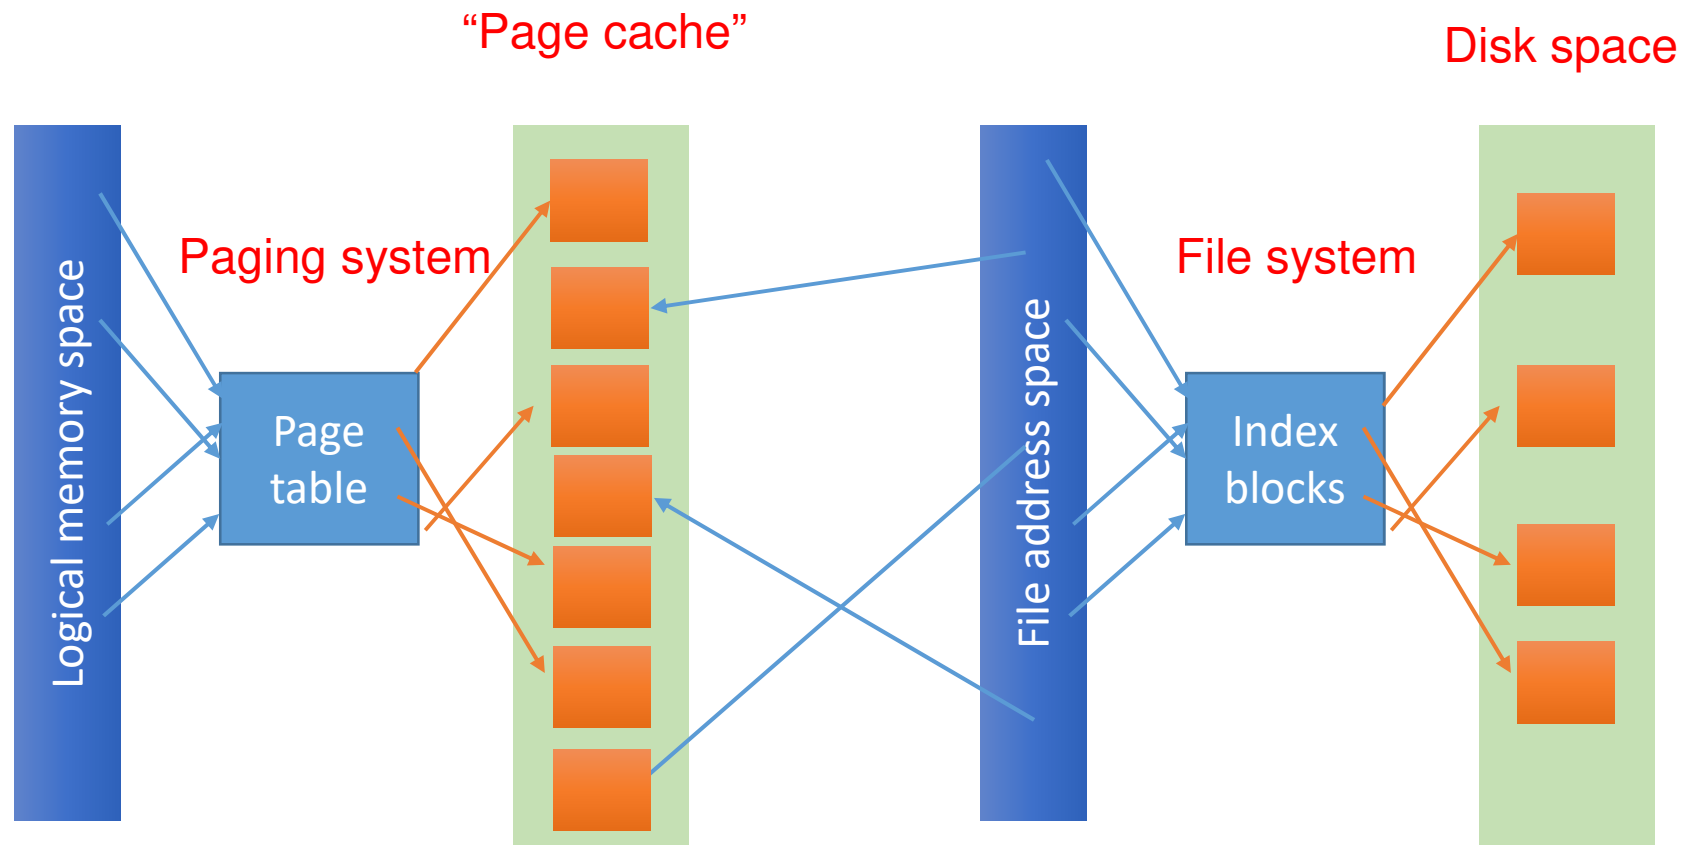 “Page cache”
Disk space
Paging system
File system
Logical memory space
Page
table
File address space
Index
blocks